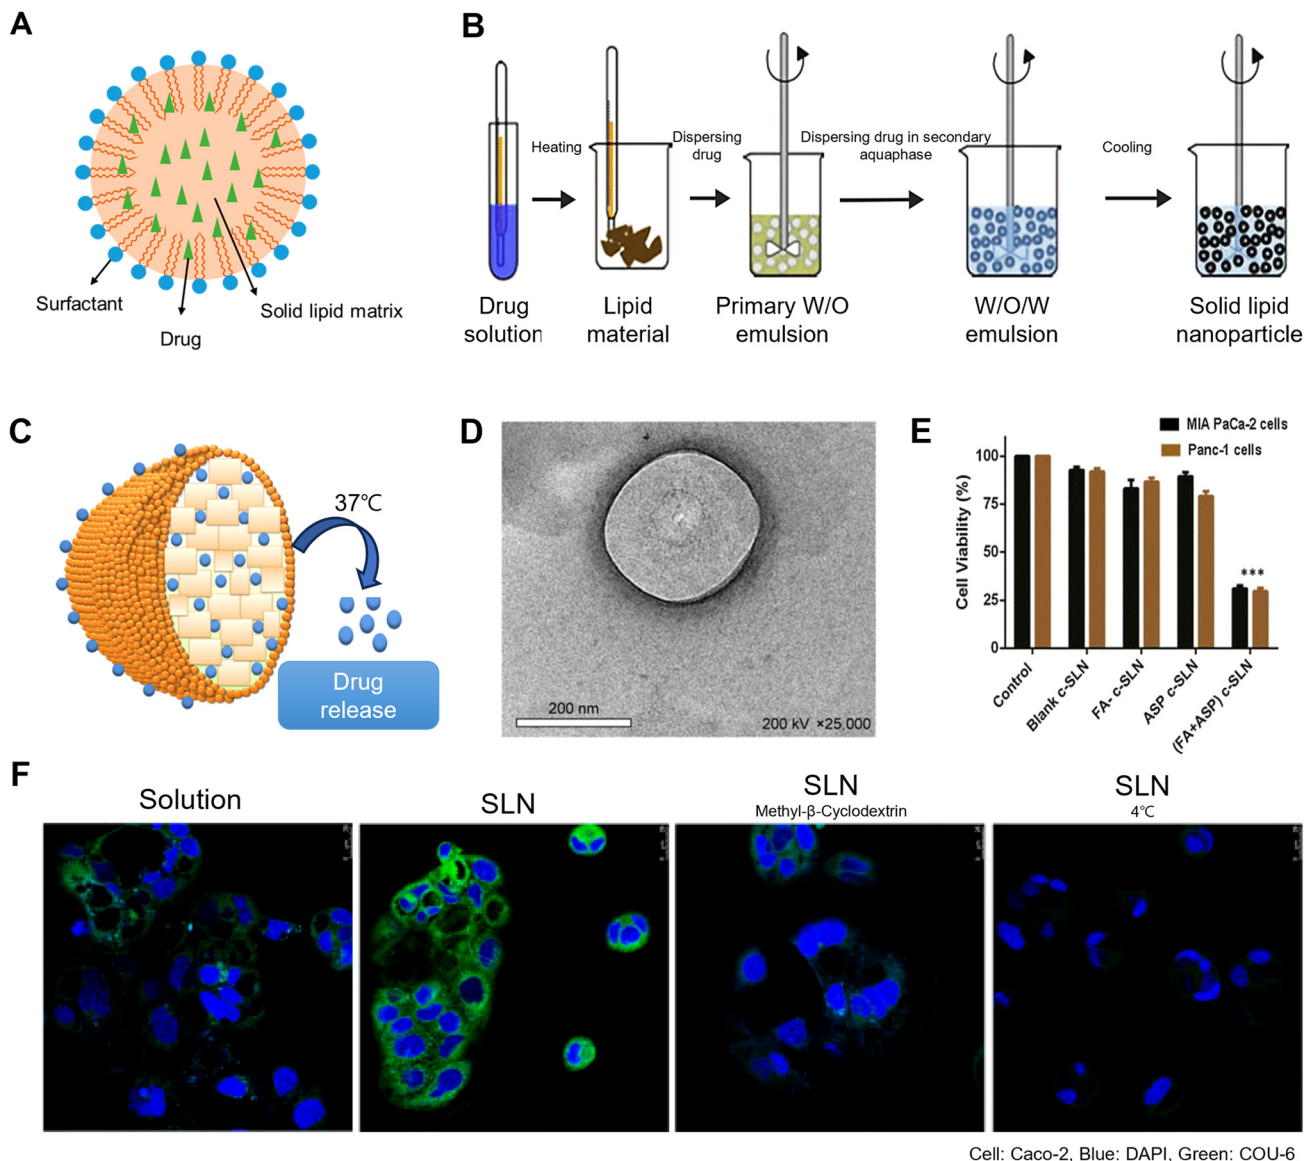 A
Surfactant
Drug
Solid lipid matrix
B
Heating
Dispersing
drug
Dispersing drug in secondary
aquaphase
Cooling
Drug
solution
Lipid
material
Primary W/O
emulsion
W/O/W
emulsion
Solid lipid
nanoparticle
C
37℃
Drug
release
D
200 nm
200 kV ×25,000
E
MIA PaCa-2 cells
Panc-1 cells
Cell Viability (%)
100
75
50
25
0
***
Control
Blank c-SLN
FA- c-SLN
ASP c-SLN
(FA+ASP) c-SLN
F
Solution
SLN
SLN
Methyl-β-Cyclodextrin
SLN
4℃
Cell: Caco-2, Blue: DAPI, Green: COU-6